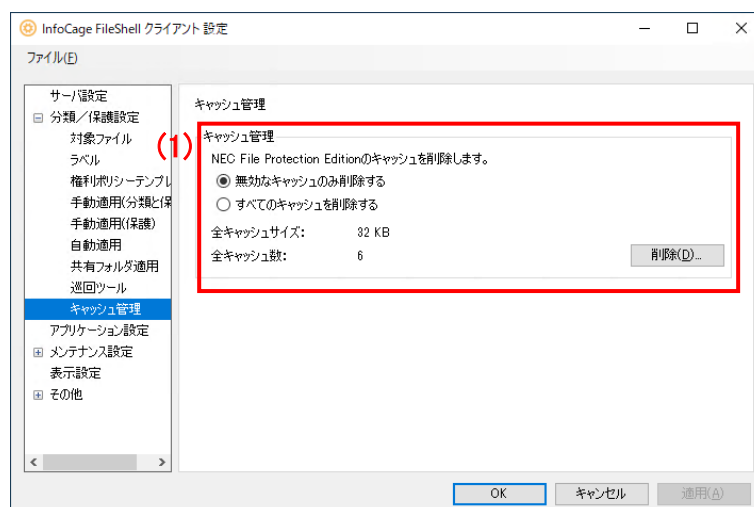 InfoCage FileShell クライアント 設定
ファイル(F)
サーバ設定
分類／保護設定
対象ファイル
ラベル
権利ポリシーテンプレ
手動適用(分類と保
手動適用(保護)
自動適用
共有フォルダ適用
巡回ツール
キャッシュ管理
アプリケーション設定
メンテナンス設定
表示設定
その他
キャッシュ管理
(1)
キャッシュ管理
NEC File Protection Editionのキャッシュを削除します。
無効なキャッシュのみ削除する
すべてのキャッシュを削除する
全キャッシュサイズ: 32 KB
全キャッシュ数: 6
削除(D)...
OK
キャンセル
適用(A)